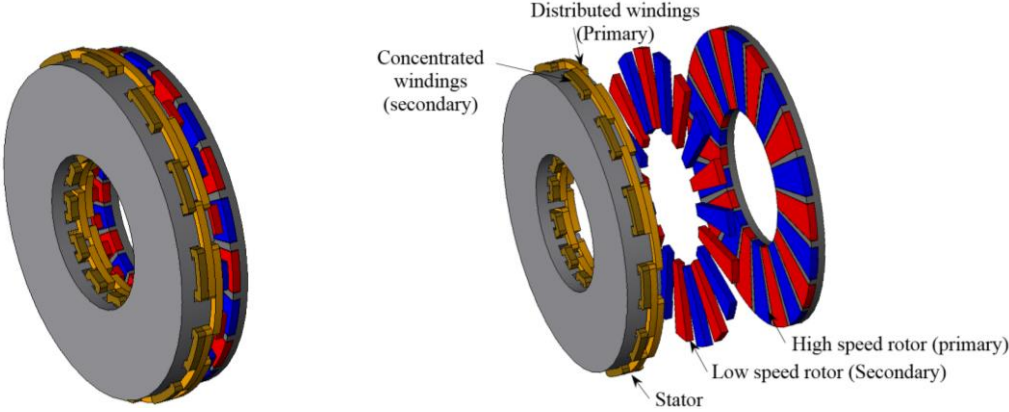 Distributed windings
(Primary)
Concentrated
windings
(secondary)
High speed rotor (primary)
Low speed rotor (Secondary)
Stator